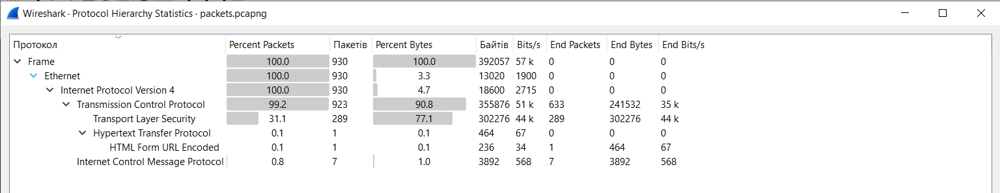 Wireshark · Protocol Hierarchy Statistics · packets.pcapng
Протокол Percent Packets Пакетів Percent Bytes Байтів Bits/s End Packets End Bytes End Bits/s
Frame 100.0 930 100.0 392057 57 k 0 0 0
Ethernet 100.0 930 3.3 13020 1900 0 0 0
Internet Protocol Version 4 100.0 930 4.7 18600 2715 0 0 0
Transmission Control Protocol 99.2 923 90.8 355876 51 k 633 241532 35 k
Transport Layer Security 31.1 289 77.1 302276 44 k 289 302276 44 k
Hypertext Transfer Protocol 0.1 1 0.1 464 67 0 0 0
HTML Form URL Encoded 0.1 1 0.1 236 34 1 464 67
Internet Control Message Protocol 0.8 7 1.0 3892 568 7 3892 568